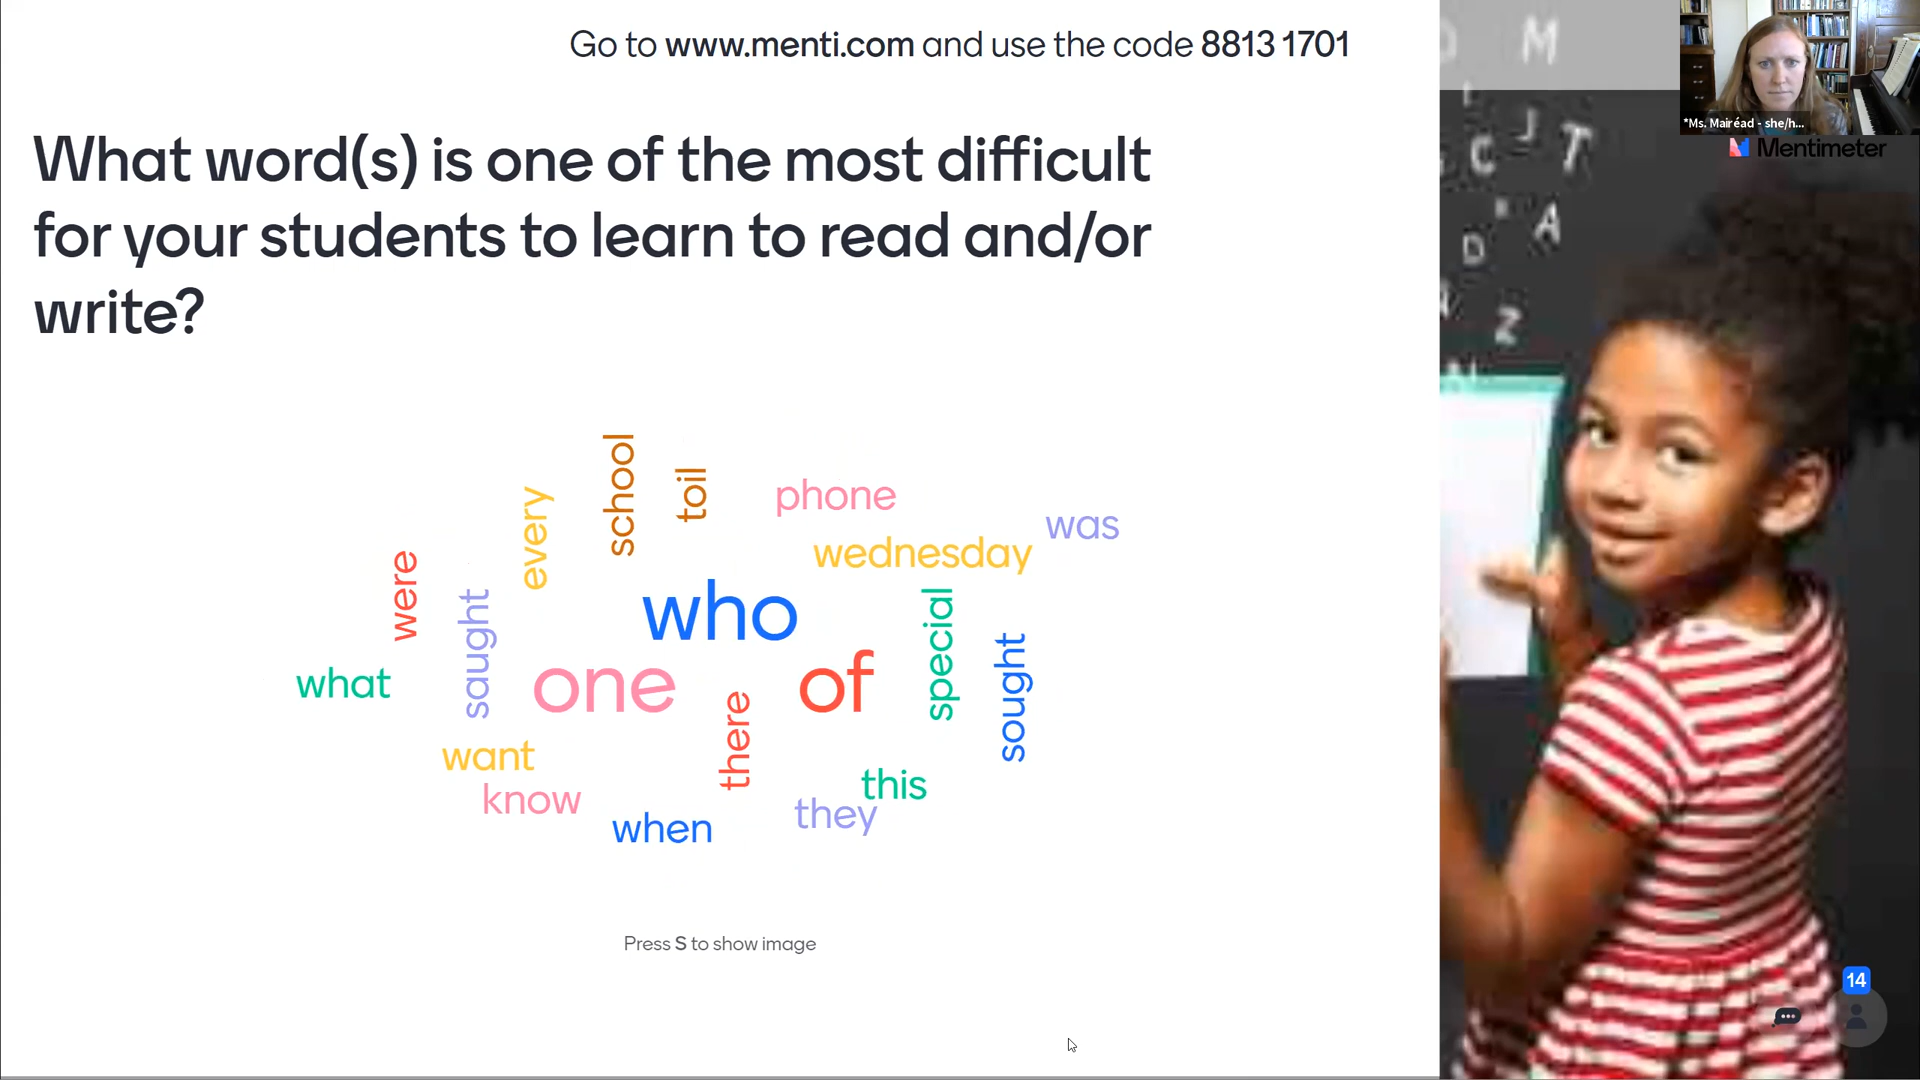 Go to www.menti.com and use the code 8813 1701
*Ms. Mairéad - she/h...
Mentimeter
What word(s) is one of the most difficult
for your students to learn to read and/or
write?
school
toil
phone
every
was
wednesday
were
saught
who
special
sought
what
one
of
there
want
this
know
they
when
Press S to show image
14
M
J
T
C
A
D
Z